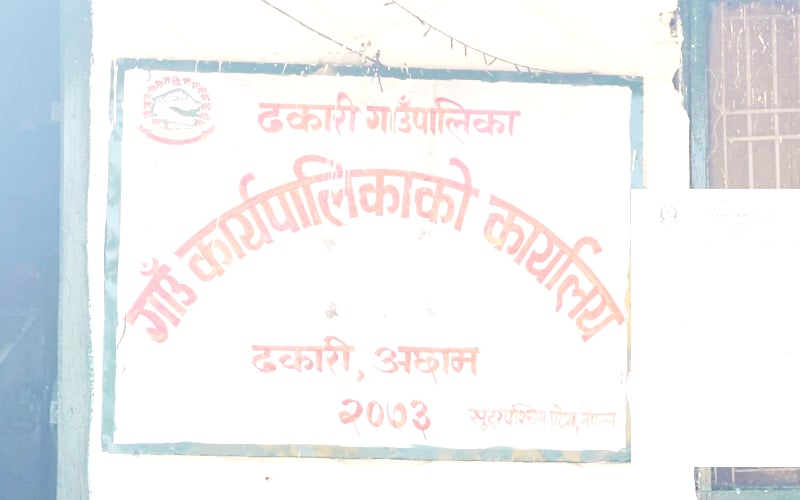 ढकारी गाउँपालिका
गाउँ कार्यपालिकाको कार्यालय
ढकारी, अछाम
२०७३
सुदूरपश्चिम प्रदेश, नेपाल